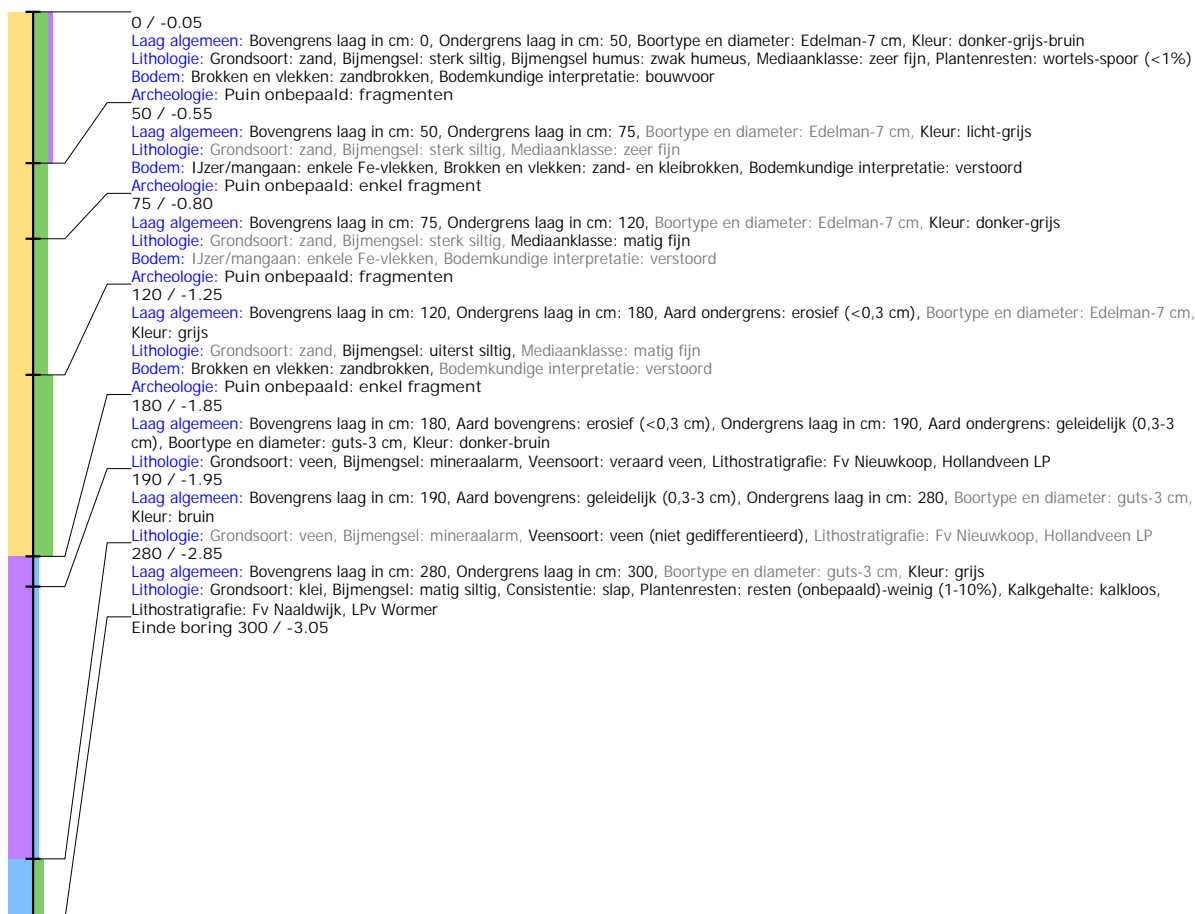 0 / -0.05
Laag algemeen: Bovengrens laag in cm: 0, Ondergrens laag in cm: 50, Boortype en diameter: Edelman-7 cm, Kleur: donker-grijs-bruin
Lithologie: Grondsoort: zand, Bijmengsel: sterk siltig, Bijmengsel humus: zwak humeus, Mediaanklasse: zeer fijn, Plantenresten: wortels-spoor (<1%)
Bodem: Brokken en vlekken: zandbrokken, Bodemkundige interpretatie: bouwvoor
Archeologie: Puin onbepaald: fragmenten
50 / -0.55
Laag algemeen: Bovengrens laag in cm: 50, Ondergrens laag in cm: 75, Boortype en diameter: Edelman-7 cm, Kleur: licht-grijs
Lithologie: Grondsoort: zand, Bijmengsel: sterk siltig, Mediaanklasse: zeer fijn
Bodem: IJzer/mangaan: enkele Fe-vlekken, Brokken en vlekken: zand- en kleibrokken, Bodemkundige interpretatie: verstoord
Archeologie: Puin onbepaald: enkel fragment
75 / -0.80
Laag algemeen: Bovengrens laag in cm: 75, Ondergrens laag in cm: 120, Boortype en diameter: Edelman-7 cm, Kleur: donker-grijs
Lithologie: Grondsoort: zand, Bijmengsel: sterk siltig, Mediaanklasse: matig fijn
Bodem: IJzer/mangaan: enkele Fe-vlekken, Bodemkundige interpretatie: verstoord
Archeologie: Puin onbepaald: fragmenten
120 / -1.25
Laag algemeen: Bovengrens laag in cm: 120, Ondergrens laag in cm: 180, Aard ondergrens: erosief (<0,3 cm), Boortype en diameter: Edelman-7 cm,
Kleur: grijs
Lithologie: Grondsoort: zand, Bijmengsel: uiterst siltig, Mediaanklasse: matig fijn
Bodem: Brokken en vlekken: zandbrokken, Bodemkundige interpretatie: verstoord
Archeologie: Puin onbepaald: enkel fragment
180 / -1.85
Laag algemeen: Bovengrens laag in cm: 180, Aard bovengrens: erosief (<0,3 cm), Ondergrens laag in cm: 190, Aard ondergrens: geleidelijk (0,3-3
cm), Boortype en diameter: guts-3 cm, Kleur: donker-bruin
Lithologie: Grondsoort: veen, Bijmengsel: mineraalarm, Veensoort: veraard veen, Lithostratigrafie: Fv Nieuwkoop, Hollandveen LP
190 / -1.95
Laag algemeen: Bovengrens laag in cm: 190, Aard bovengrens: geleidelijk (0,3-3 cm), Ondergrens laag in cm: 280, Boortype en diameter: guts-3 cm,
Kleur: bruin
Lithologie: Grondsoort: veen, Bijmengsel: mineraalarm, Veensoort: veen (niet gedifferentieerd), Lithostratigrafie: Fv Nieuwkoop, Hollandveen LP
280 / -2.85
Laag algemeen: Bovengrens laag in cm: 280, Ondergrens laag in cm: 300, Boortype en diameter: guts-3 cm, Kleur: grijs
Lithologie: Grondsoort: klei, Bijmengsel: matig siltig, Consistentie: slap, Plantenresten: resten (onbepaald)-weinig (1-10%), Kalkgehalte: kalkloos,
Lithostratigrafie: Fv Naaldwijk, LPv Wormer
Einde boring 300 / -3.05